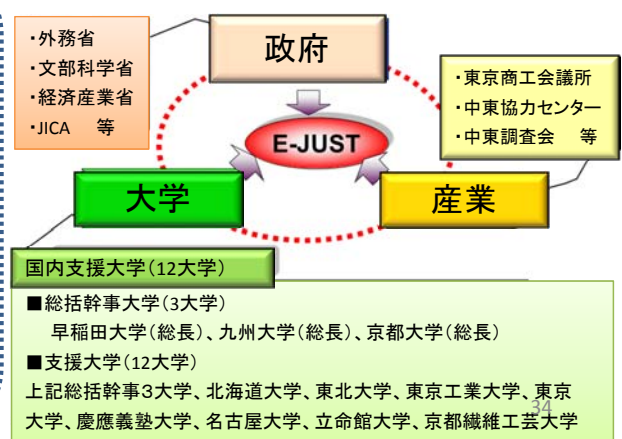 ・外務省
・文部科学省
・経済産業省
・JICA 等
政府
・東京商工会議所
・中東協力センター
・中東調査会 等
E-JUST
大学
産業
国内支援大学(12大学)
■総括幹事大学(3大学)
早稲田大学(総長)、九州大学(総長)、京都大学(総長)
■支援大学(12大学)
上記総括幹事3大学、北海道大学、東北大学、東京工業大学、東京
大学、慶應義塾大学、名古屋大学、立命館大学、京都繊維工芸大学
34